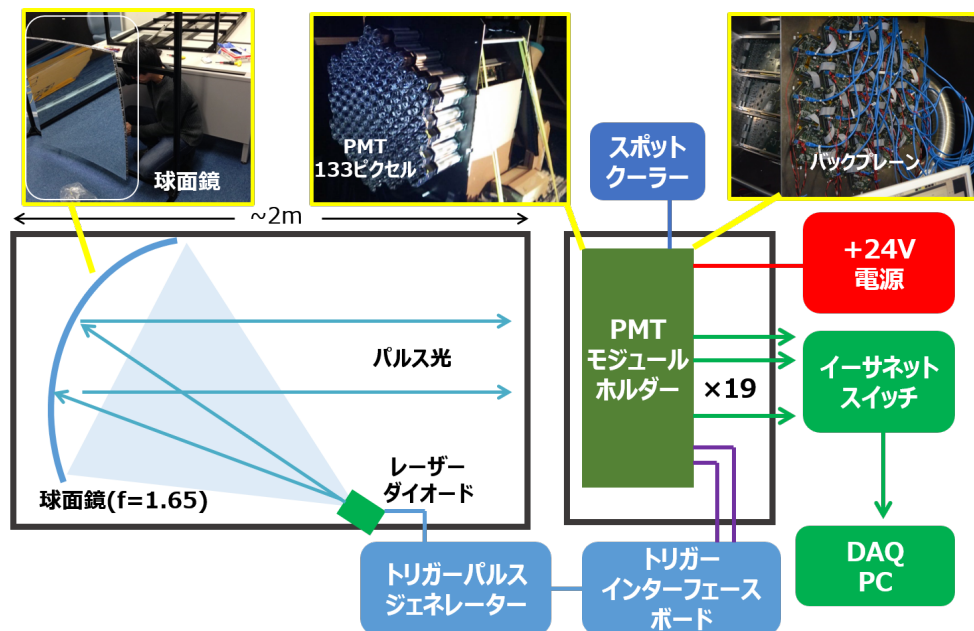 球面鏡
PMT
133ピクセル
スポット
クーラー
バックプレーン
~2m
+24V
電源
パルス光
PMT
モジュール
ホルダー
×19
イーサネット
スイッチ
レーザー
ダイオード
球面鏡(f=1.65)
トリガーパルス
ジェネレーター
トリガー
インターフェース
ボード
DAQ
PC